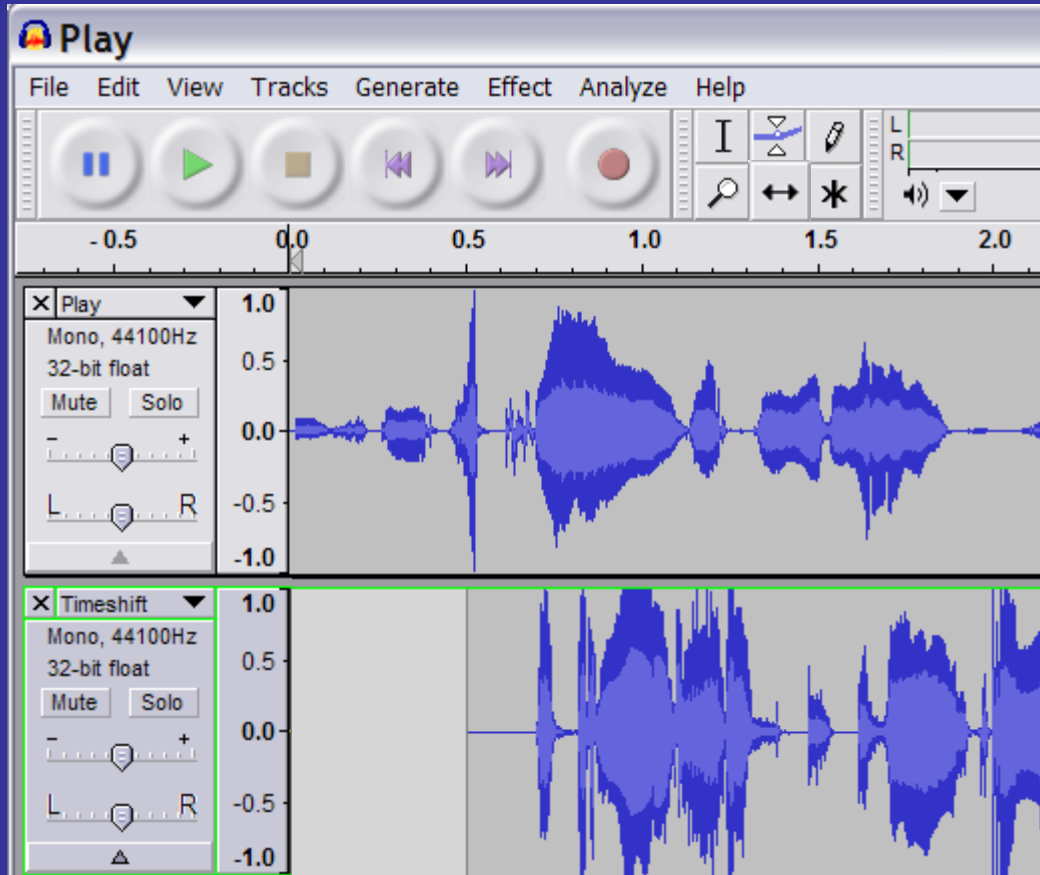 Play
File Edit View Tracks Generate Effect Analyze Help
L
R
- 0.5 0.0 0.5 1.0 1.5 2.0
X Play 1.0
Mono, 44100Hz
32-bit float 0.5
Mute Solo
- + 0.0
L R -0.5
-1.0
X Timeshift 1.0
Mono, 44100Hz
32-bit float 0.5
Mute Solo
- + 0.0
L R -0.5
-1.0